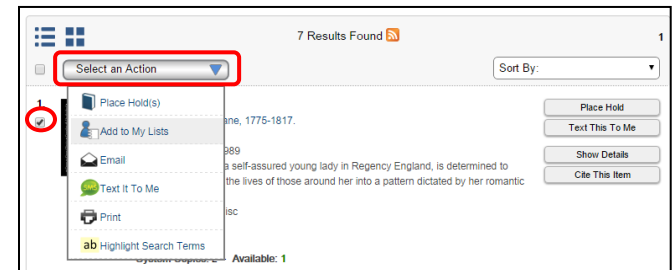 7 Results Found
1
Select an Action
Sort By:
1
Place Hold(s)
Add to My Lists
Email
Text It To Me
Print
ab Highlight Search Terms
ane, 1775-1817.
989
a self-assured young lady in Regency England, is determined to
the lives of those around her into a pattern dictated by her romantic
isc
Available: 1
Place Hold
Text This To Me
Show Details
Cite This Item